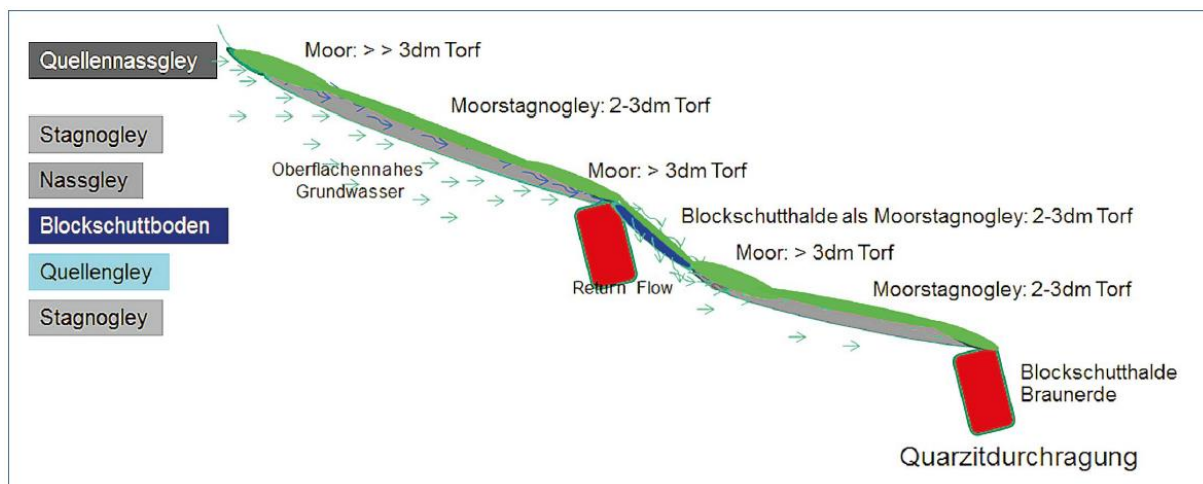 Quellennassgley
Stagnogley
Nassgley
Blockschuttboden
Quellengley
Stagnogley
Moor: > > 3dm Torf
Moorstagnogley: 2-3dm Torf
Oberflächennahes
Grundwasser
Moor: > 3dm Torf
Blockschutthalde als Moorstagnogley: 2-3dm Torf
Moor: > 3dm Torf
Return Flow
Moorstagnogley: 2-3dm Torf
Blockschutthalde
Braunerde
Quarzitdurchragung